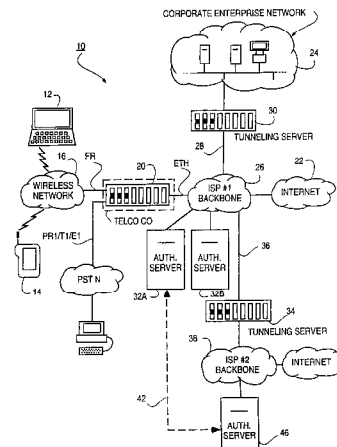 CORPORATE ENTERPRISE NETWORK
10
24
12
30
TUNNELING SERVER
28
16
FR
20
26
22
ETH
WIRELESS NETWORK
ISP #1 BACKBONE
INTERNET
TELCO CO
PR1/T1/E1
36
14
AUTH. SERVER
AUTH. SERVER
32A
32B
PST N
34
TUNNELING SERVER
38
ISP #2 BACKBONE
INTERNET
42
AUTH. SERVER
46